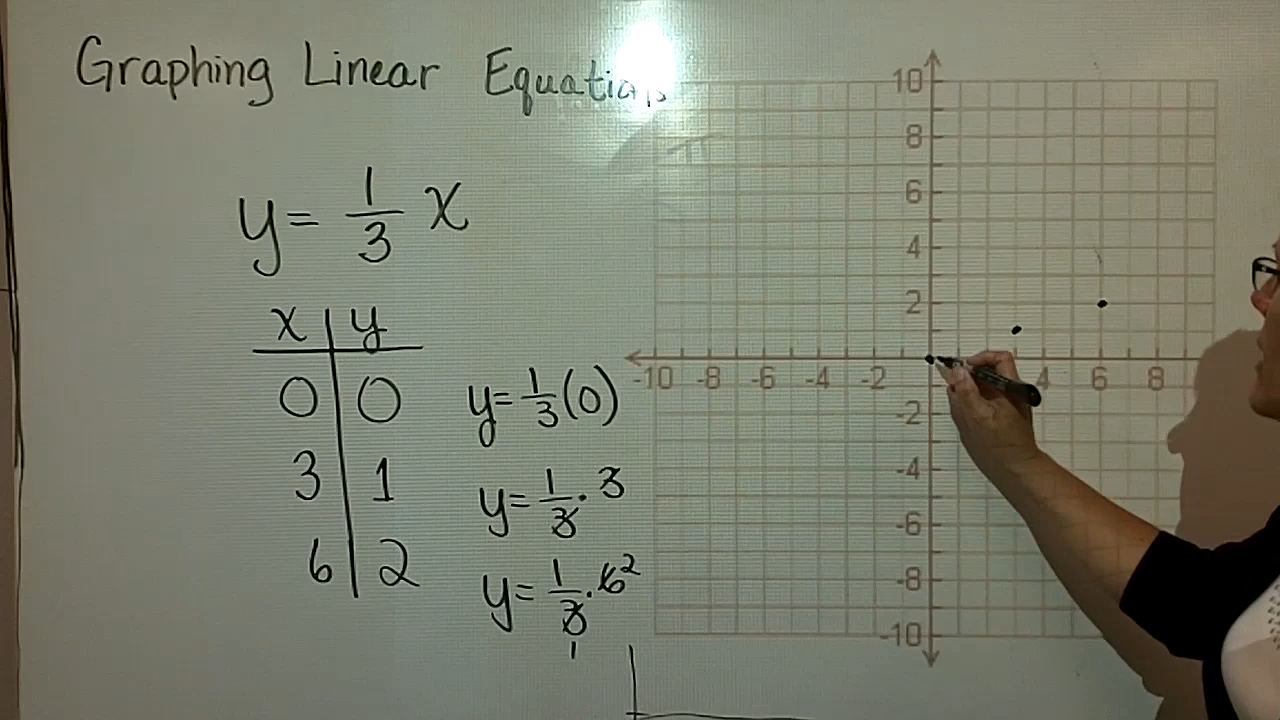 Graphing Linear Equations
y = 1/3 x
x | y
0 | 0
3 | 1
6 | 2
y = 1/3 (0)
y = 1/3 · 3
y = 1/3 · 6 2
1
10
8
6
4
2
-10 -8 -6 -4 -2 4 6 8
-2
-4
-6
-8
-10